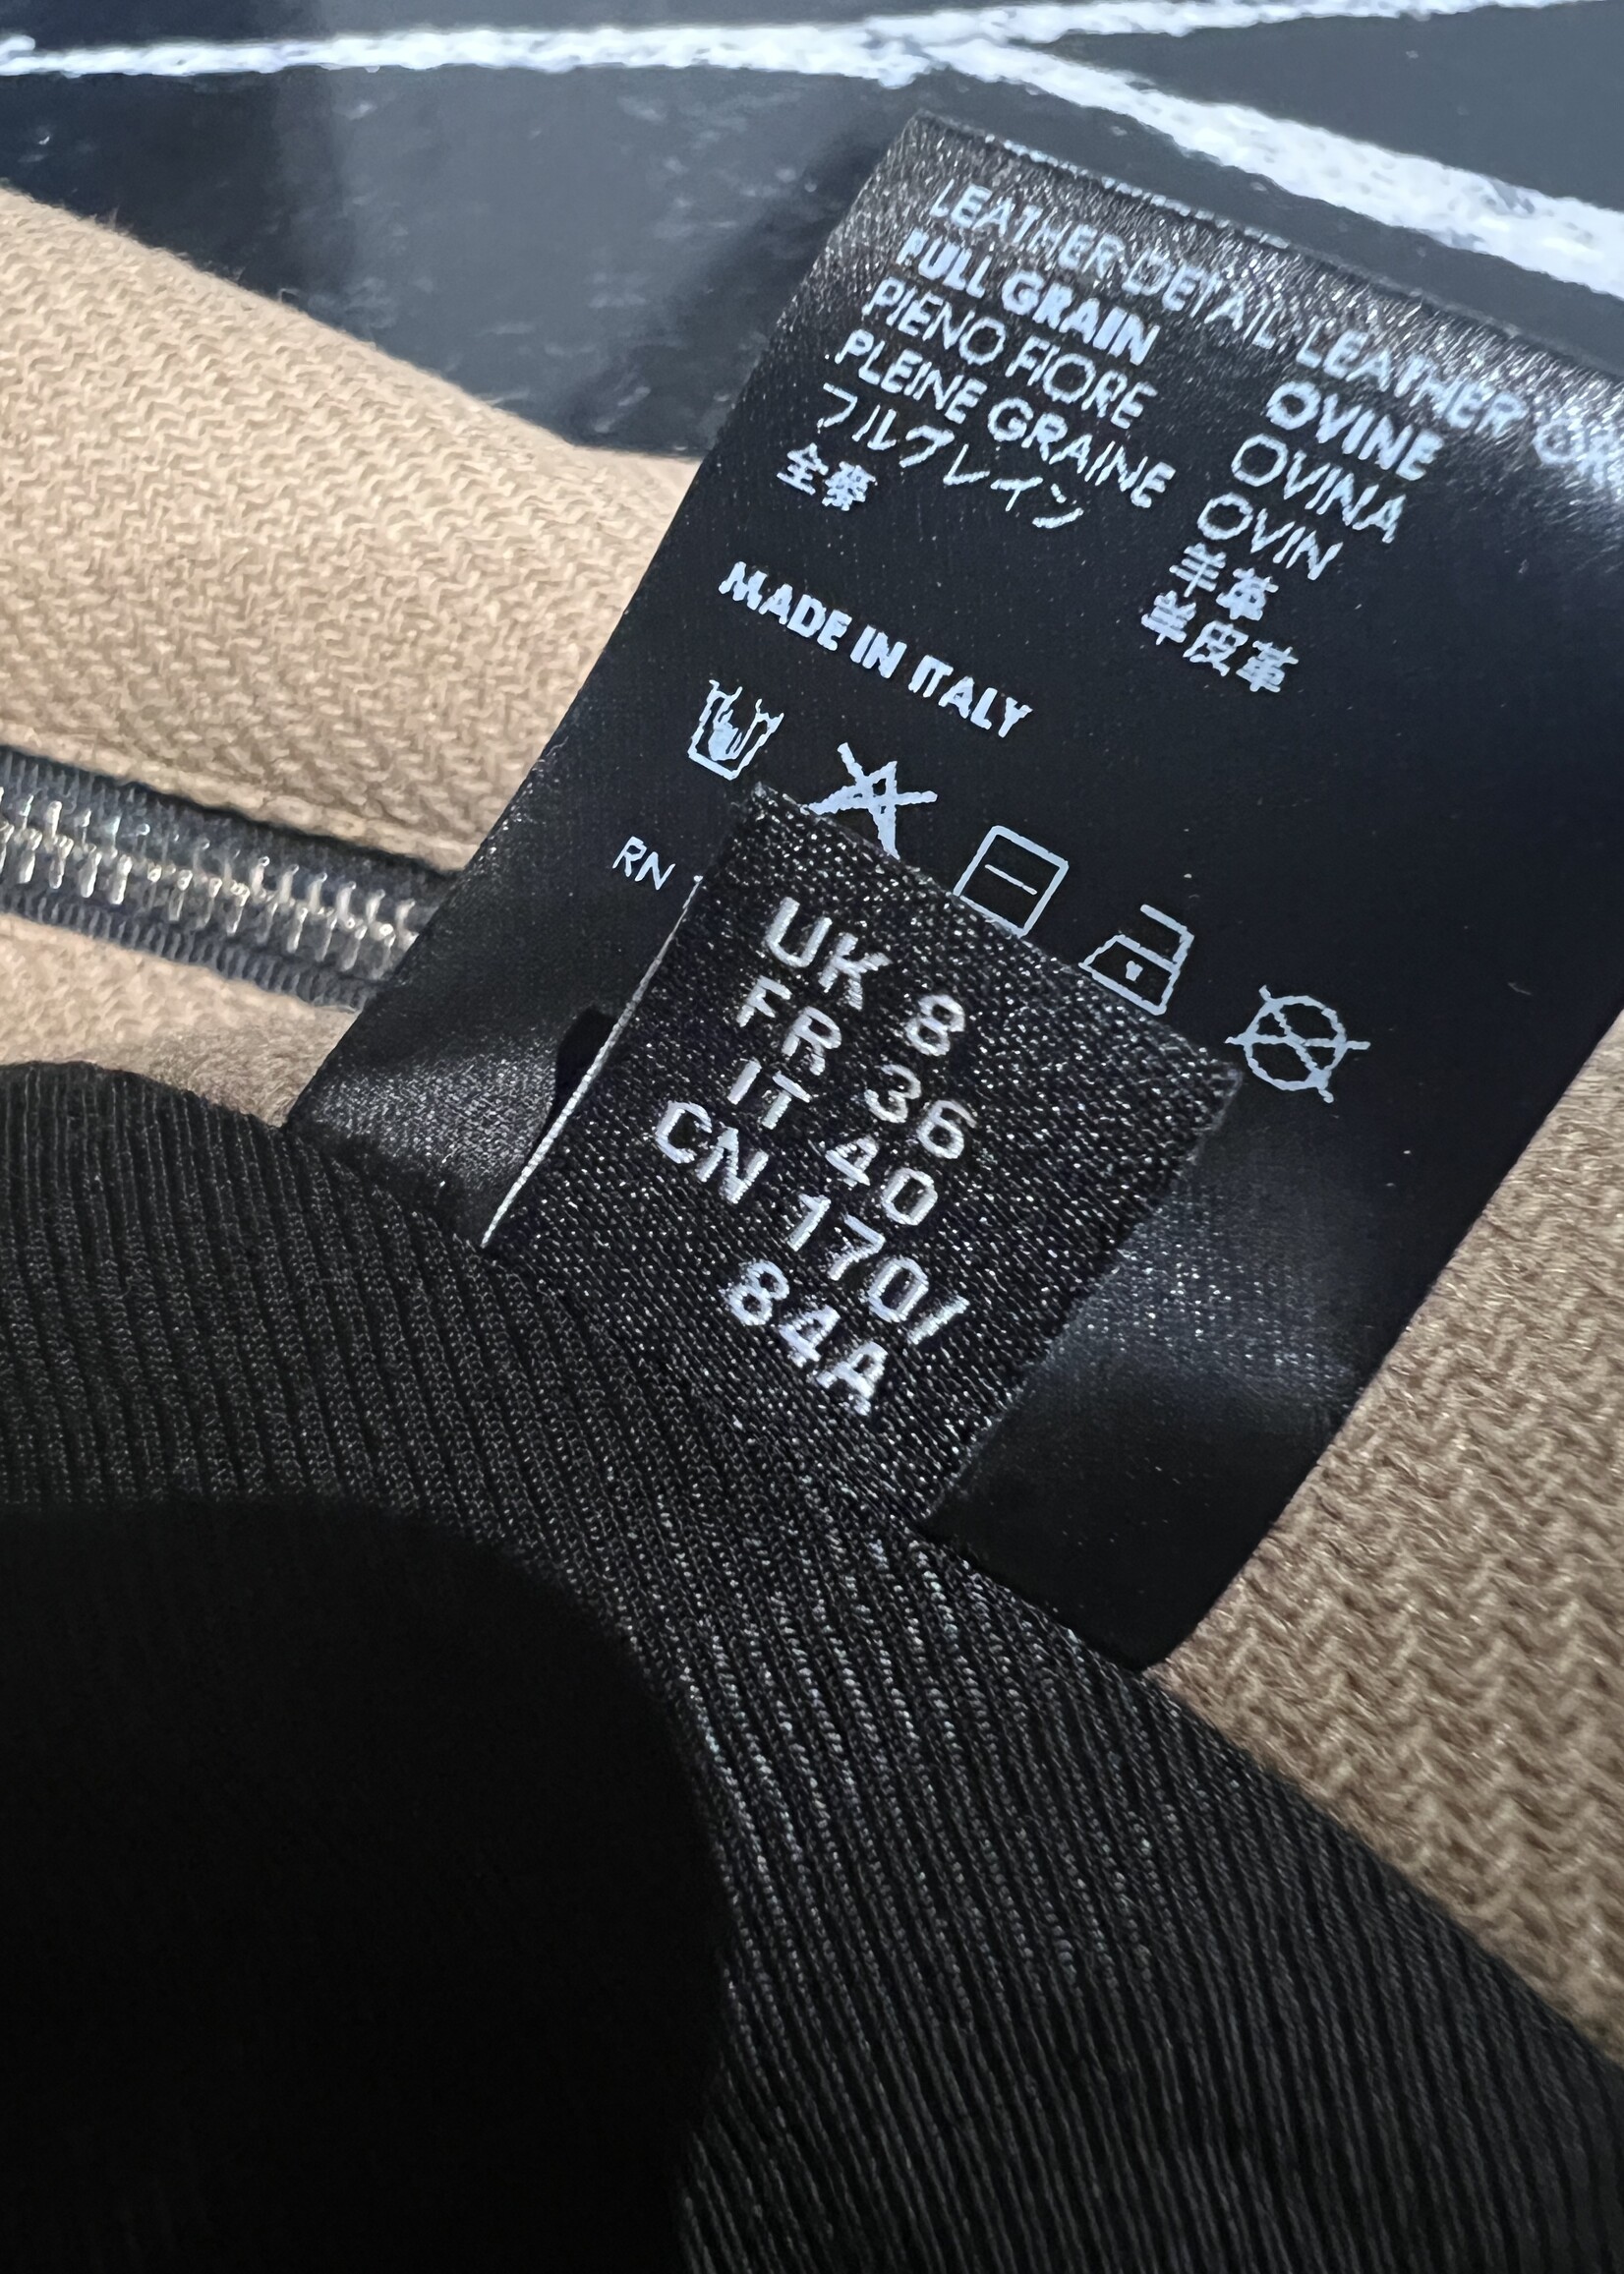 LEATHER-DETAIL-LEATHER
FULL GRAIN OVINE
PIENO FIORE OVINA
PLEINE GRAINE OVIN
フルグレイン 羊革
全 羊皮革
MADE IN ITALY
RN
UK 8
FR 36
IT 40
CN 170/
84A